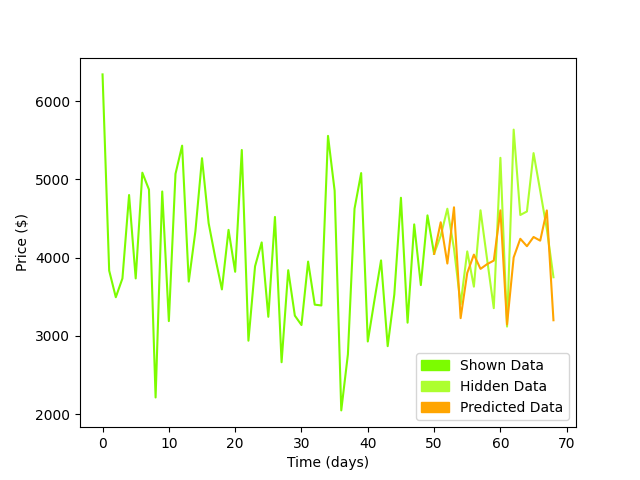 6000
5000
4000
3000
2000
Price ($)
0 10 20 30 40 50 60 70
Time (days)
Shown Data
Hidden Data
Predicted Data